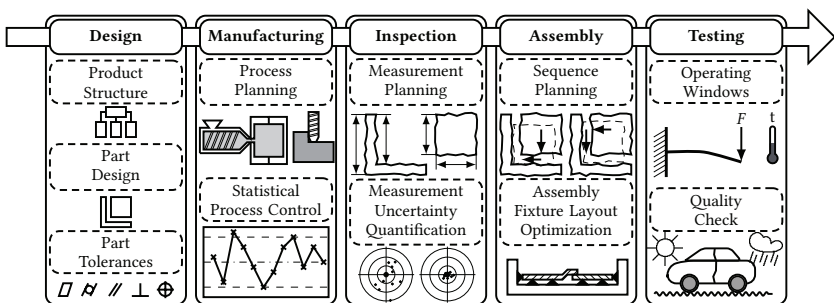 Design
Product
Structure
Part
Design
Part
Tolerances
Manufacturing
Process
Planning
Statistical
Process Control
Inspection
Measurement
Planning
Measurement
Uncertainty
Quantification
Assembly
Sequence
Planning
Assembly
Fixture Layout
Optimization
Testing
Operating
Windows
F
t
Quality
Check